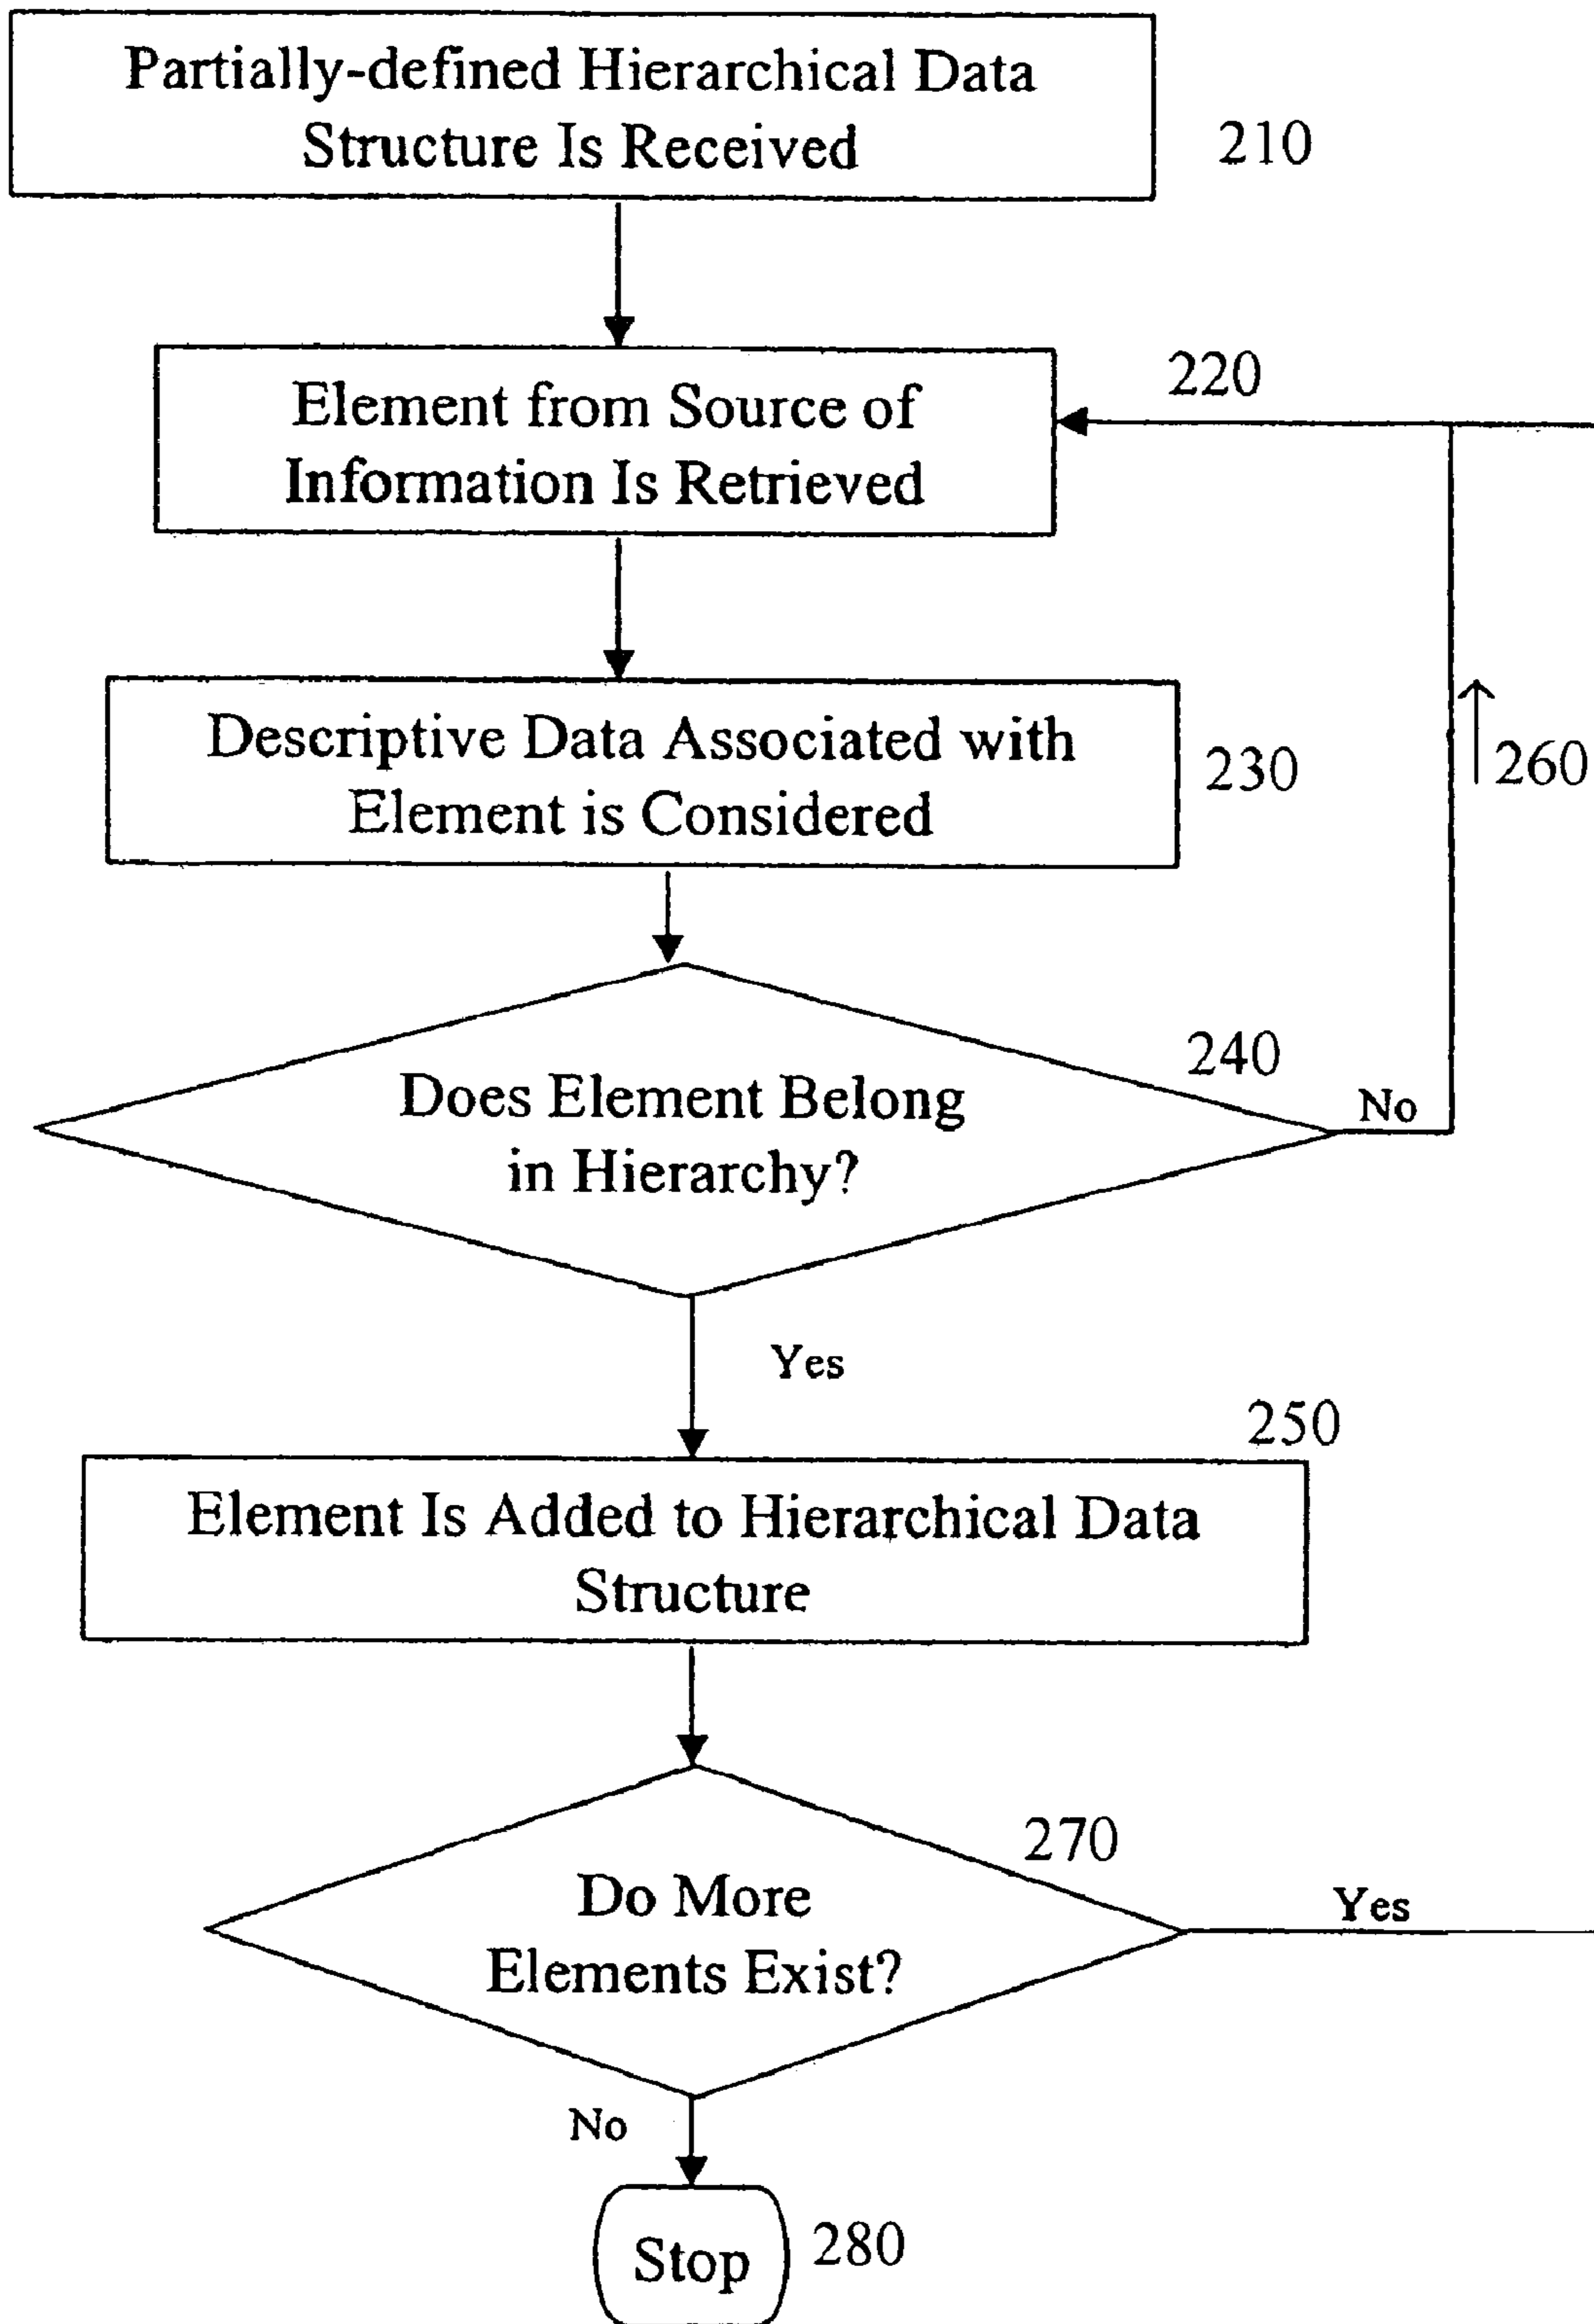 Partially-defined Hierarchical Data
Structure Is Received
210
220
Element from Source of
Information Is Retrieved
Descriptive Data Associated with
Element is Considered
230
260
240
Does Element Belong
in Hierarchy?
No
Yes
250
Element Is Added to Hierarchical Data
Structure
270
Do More
Elements Exist?
Yes
No
Stop
280